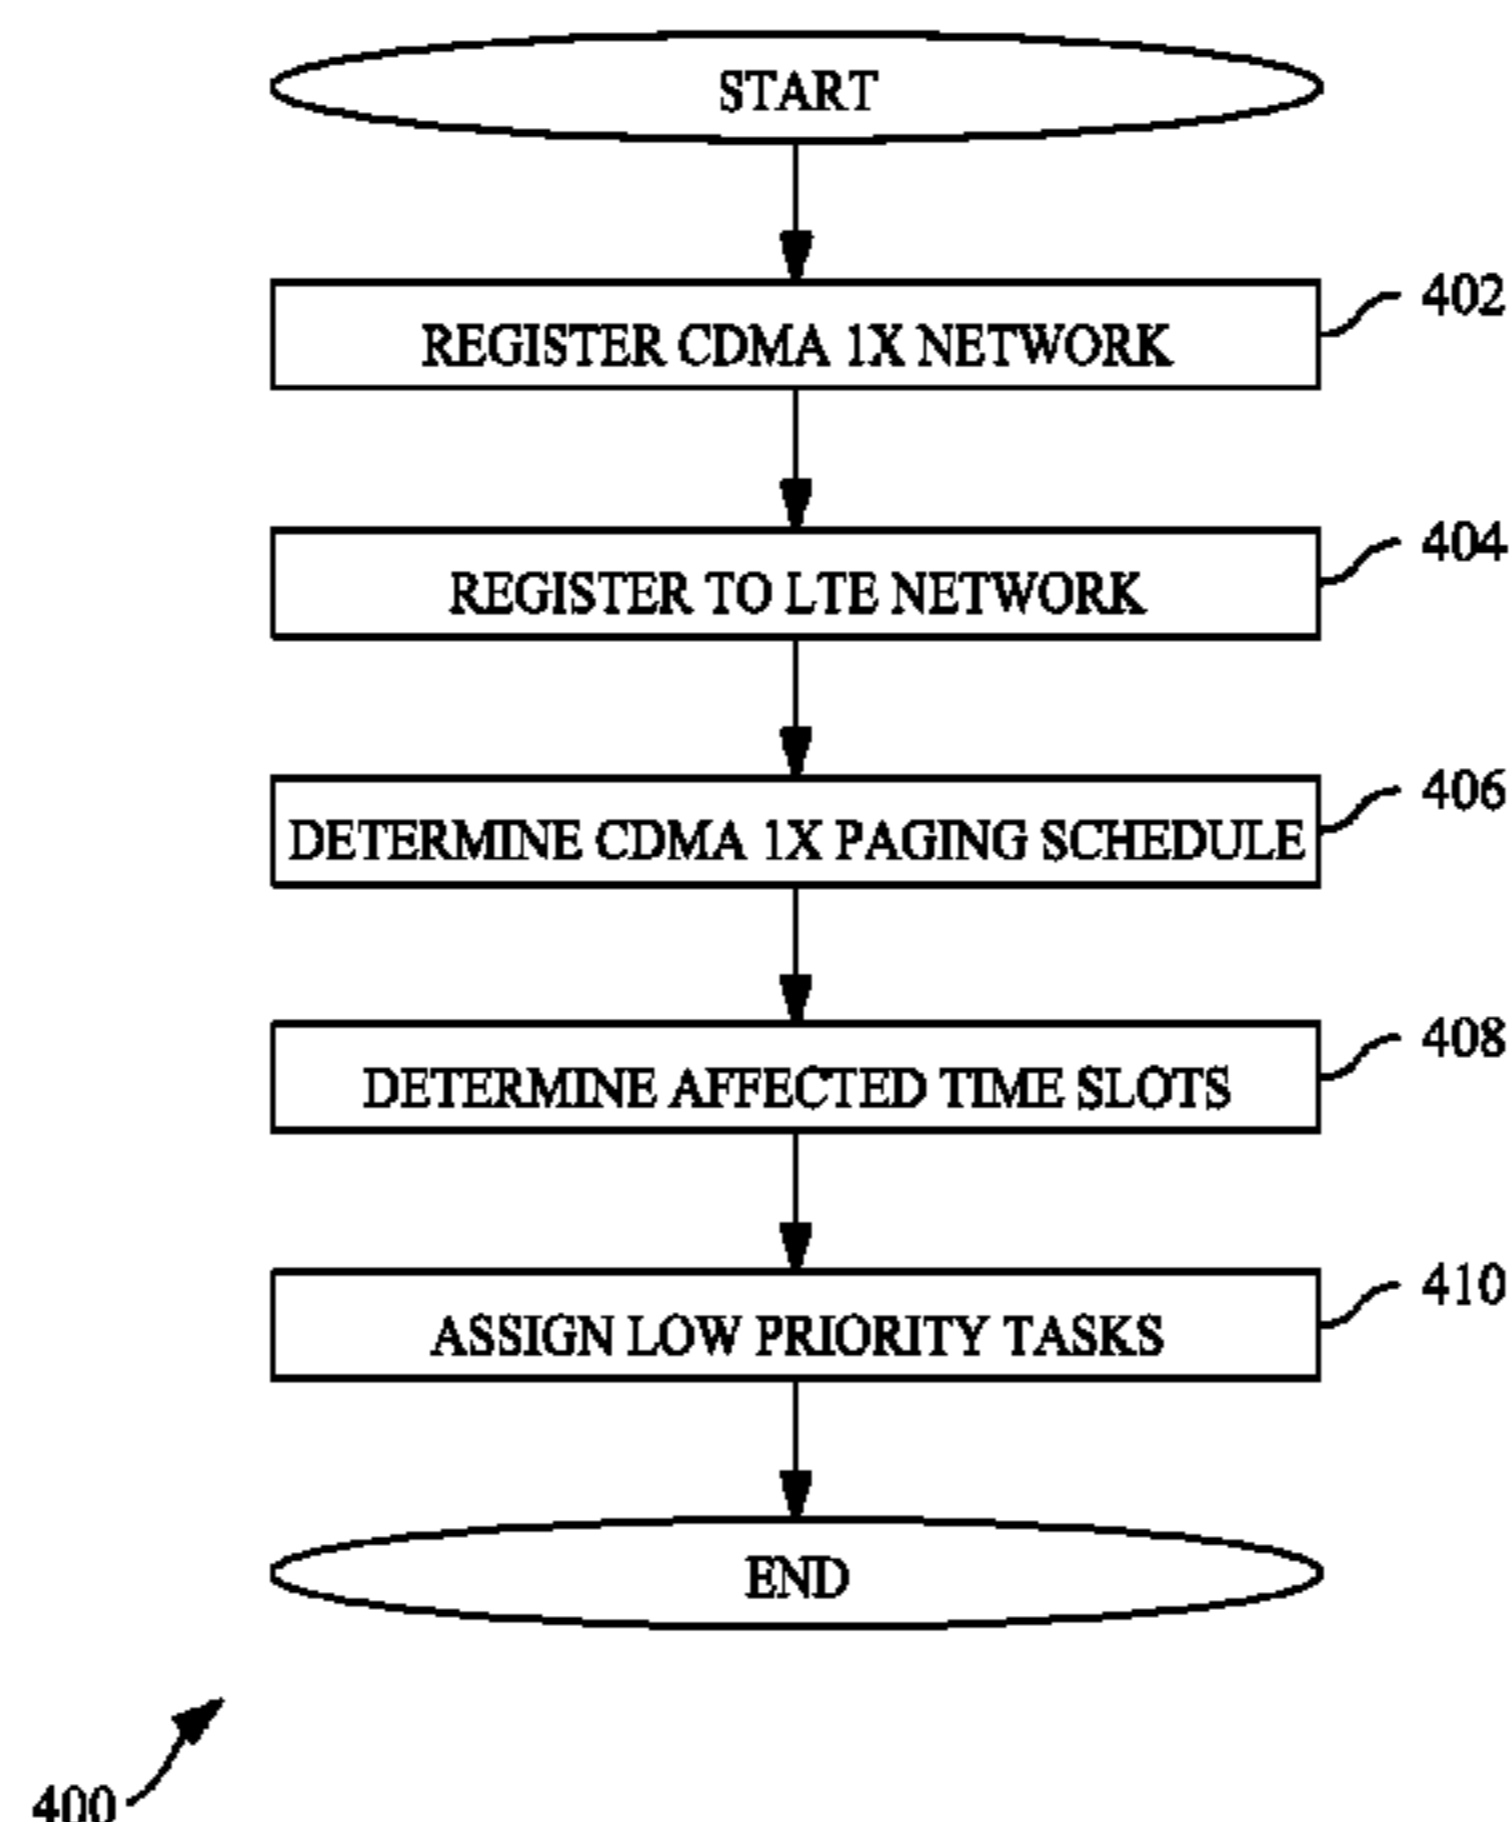 START
REGISTER CDMA 1X NETWORK
402
REGISTER TO LTE NETWORK
404
DETERMINE CDMA 1X PAGING SCHEDULE
406
DETERMINE AFFECTED TIME SLOTS
408
ASSIGN LOW PRIORITY TASKS
410
END
400